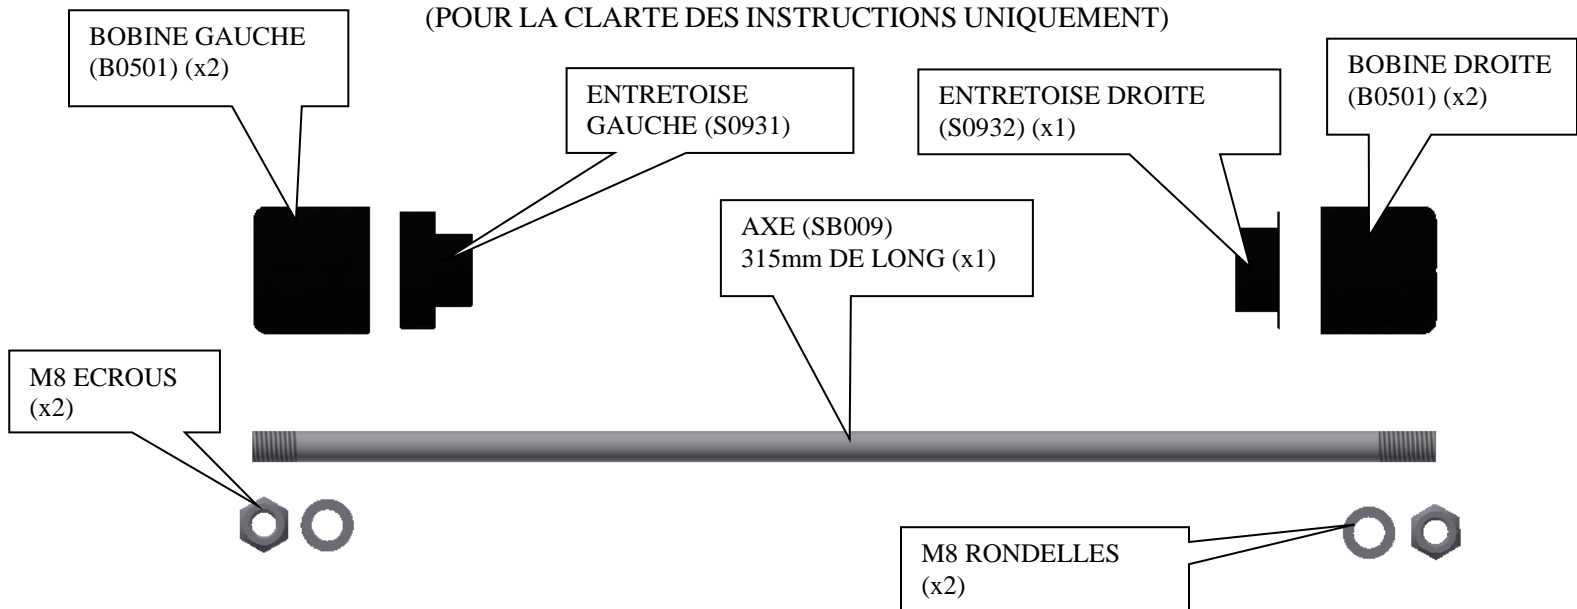 (POUR LA CLARTE DES INSTRUCTIONS UNIQUEMENT)
BOBINE GAUCHE
(B0501) (x2)
ENTRETOISE
GAUCHE (S0931)
ENTRETOISE DROITE
(S0932) (x1)
BOBINE DROITE
(B0501) (x2)
AXE (SB009)
315mm DE LONG (x1)
M8 ECROUS
(x2)
M8 RONDELLES
(x2)